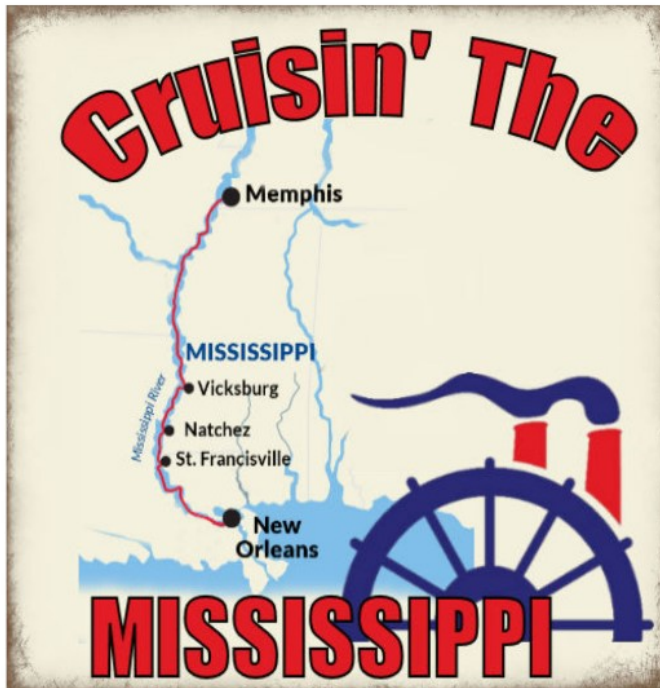 Cruisin' The
Memphis
MISSISSIPPI
Vicksburg
Mississippi River
Natchez
St. Francisville
New
Orleans
MISSISSIPPI